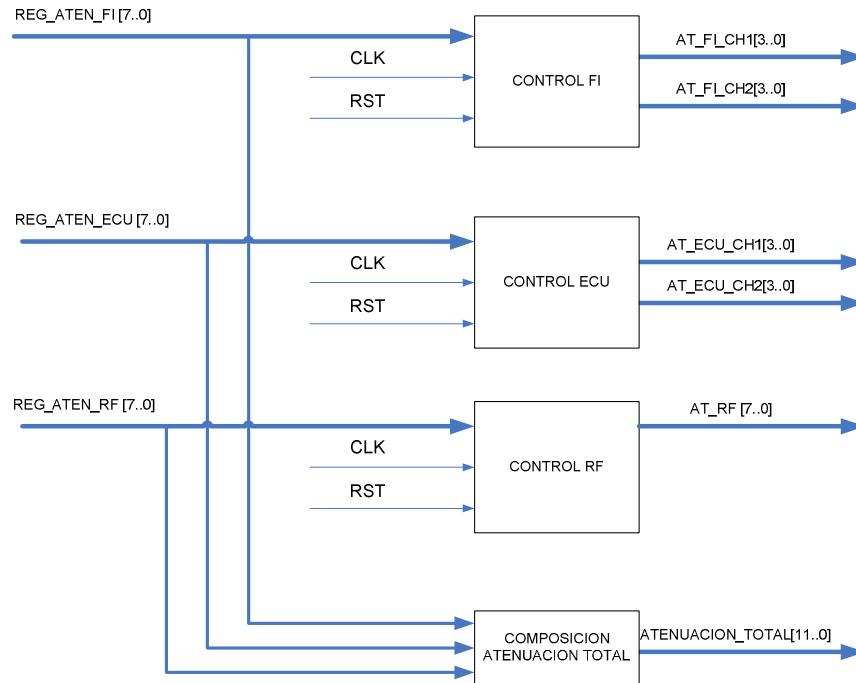 REG_ATEN_FI [7..0]
CLK
RST
CONTROL FI
AT_FI_CH1[3..0]
AT_FI_CH2[3..0]
REG_ATEN_ECU [7..0]
CLK
RST
CONTROL ECU
AT_ECU_CH1[3..0]
AT_ECU_CH2[3..0]
REG_ATEN_RF [7..0]
CLK
RST
CONTROL RF
AT_RF [7..0]
COMPOSICION
ATENUACION TOTAL
ATENUACION_TOTAL[11..0]